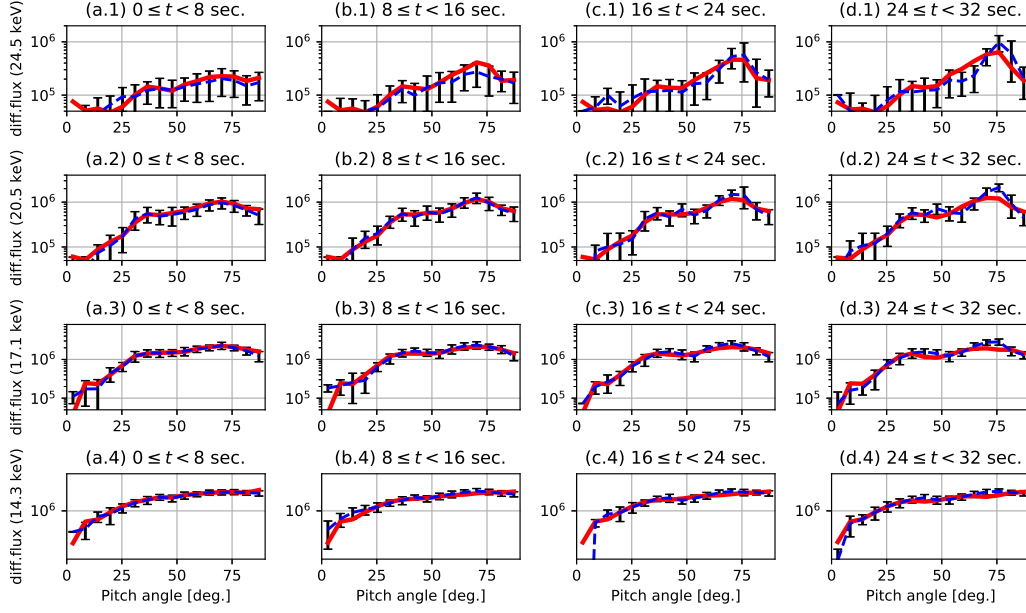 (a.1) 0 ≤ t < 8 sec. (b.1) 8 ≤ t < 16 sec. (c.1) 16 ≤ t < 24 sec. (d.1) 24 ≤ t < 32 sec.
diff.flux (24.5 keV)
10⁶ 10⁶ 10⁶ 10⁶
10⁵ 10⁵ 10⁵ 10⁵
0 25 50 75 0 25 50 75 0 25 50 75 0 25 50 75
(a.2) 0 ≤ t < 8 sec. (b.2) 8 ≤ t < 16 sec. (c.2) 16 ≤ t < 24 sec. (d.2) 24 ≤ t < 32 sec.
diff.flux (20.5 keV)
10⁶ 10⁶ 10⁶ 10⁶
10⁵ 10⁵ 10⁵ 10⁵
0 25 50 75 0 25 50 75 0 25 50 75 0 25 50 75
(a.3) 0 ≤ t < 8 sec. (b.3) 8 ≤ t < 16 sec. (c.3) 16 ≤ t < 24 sec. (d.3) 24 ≤ t < 32 sec.
diff.flux (17.1 keV)
10⁶ 10⁶ 10⁶ 10⁶
10⁵ 10⁵ 10⁵ 10⁵
0 25 50 75 0 25 50 75 0 25 50 75 0 25 50 75
(a.4) 0 ≤ t < 8 sec. (b.4) 8 ≤ t < 16 sec. (c.4) 16 ≤ t < 24 sec. (d.4) 24 ≤ t < 32 sec.
diff.flux (14.3 keV)
10⁶ 10⁶ 10⁶ 10⁶
0 25 50 75 0 25 50 75 0 25 50 75 0 25 50 75
Pitch angle [deg.] Pitch angle [deg.] Pitch angle [deg.] Pitch angle [deg.]